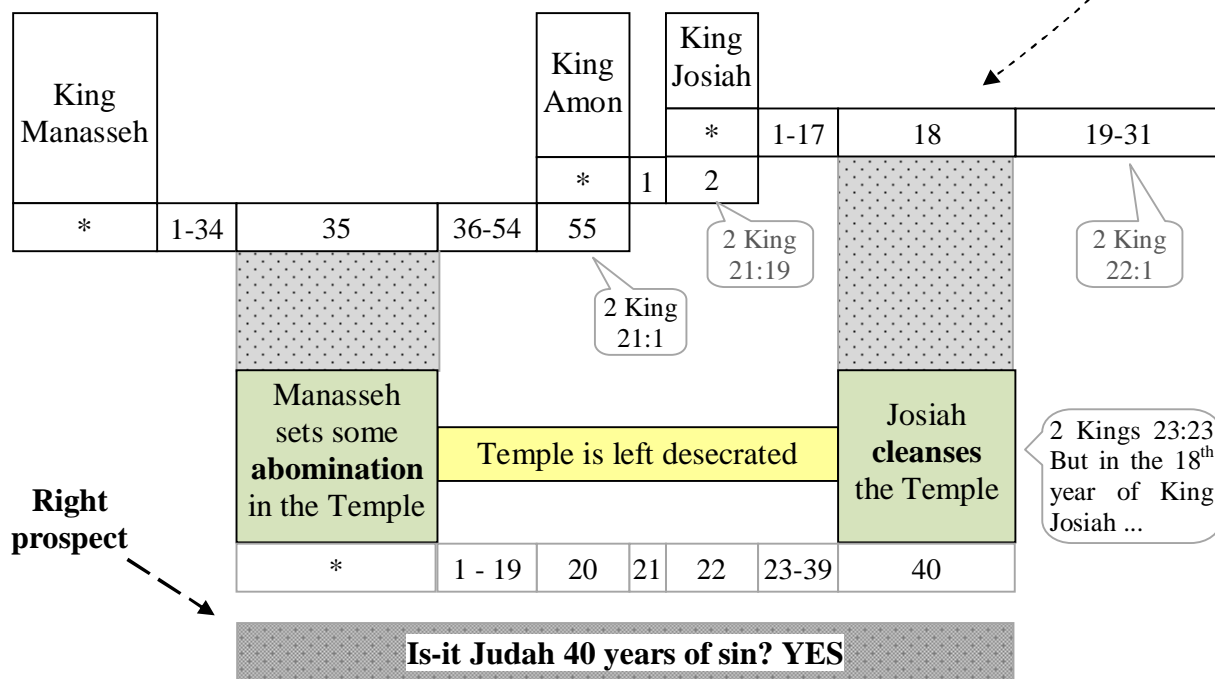 King
Manasseh
King
Amon
King
Josiah
* 1-17 18 19-31
* 1 2
* 1-34 35 36-54 55
2 King
21:19
2 King
22:1
2 King
21:1
Manasseh
sets some
abomination
in the Temple
Temple is left desecrated
Josiah
cleanses
the Temple
2 Kings 23:23
But in the 18th
year of King
Josiah ...
Right
prospect
* 1 - 19 20 21 22 23-39 40
Is-it Judah 40 years of sin? YES